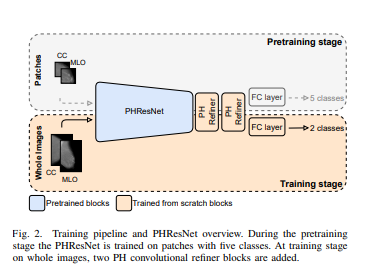 Pretraining stage
Patches
CC
MLO
PHResNet
PH
Refiner
PH
Refiner
FC layer
5 classes
FC layer
2 classes
Whole Images
CC
MLO
Training stage
Pretrained blocks
Trained from scratch blocks
Fig. 2. Training pipeline and PHResNet overview. During the pretraining
stage the PHResNet is trained on patches with five classes. At training stage
on whole images, two PH convolutional refiner blocks are added.